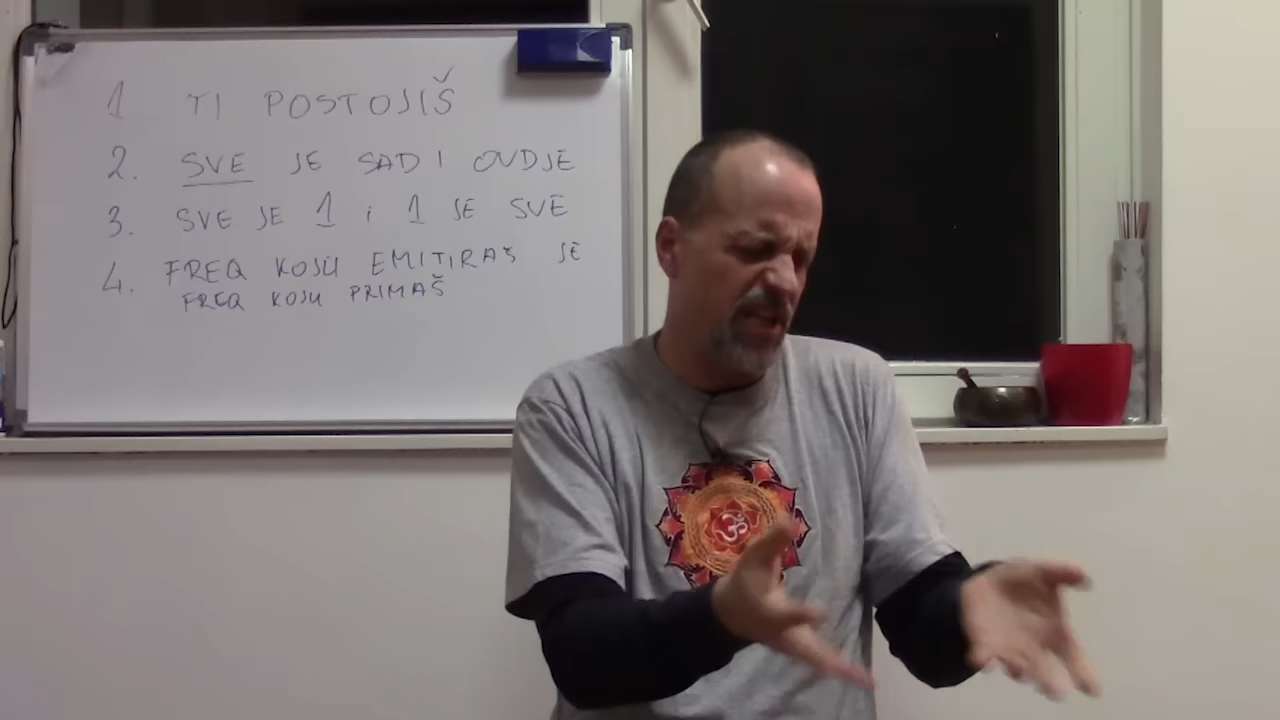 1 TI POSTOJIŠ
2. SVE JE SAD I OVDJE
3. SVE JE 1 i 1 JE SVE
4. FREQ KOJU EMITIRAŠ JE
FREQ KOJU PRIMAŠ
ॐ